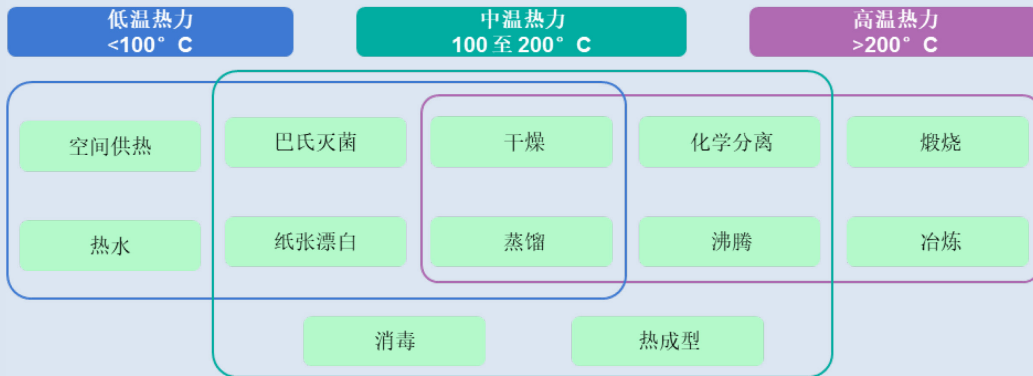 低温热力
<100°C
中温热力
100 至 200°C
高温热力
>200°C
空间供热
巴氏灭菌
干燥
化学分离
煅烧
热水
纸张漂白
蒸馏
沸腾
冶炼
消毒
热成型